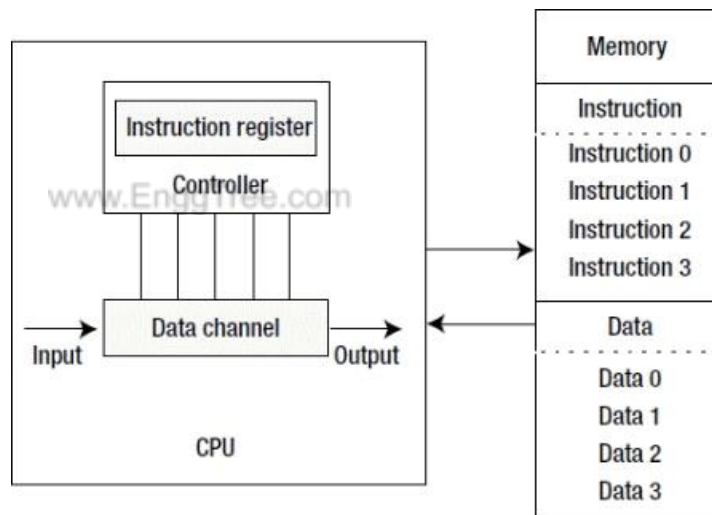 Instruction register
Controller
www.EnggTree.com
Data channel
Input
Output
CPU
Memory
Instruction
Instruction 0
Instruction 1
Instruction 2
Instruction 3
Data
Data 0
Data 1
Data 2
Data 3